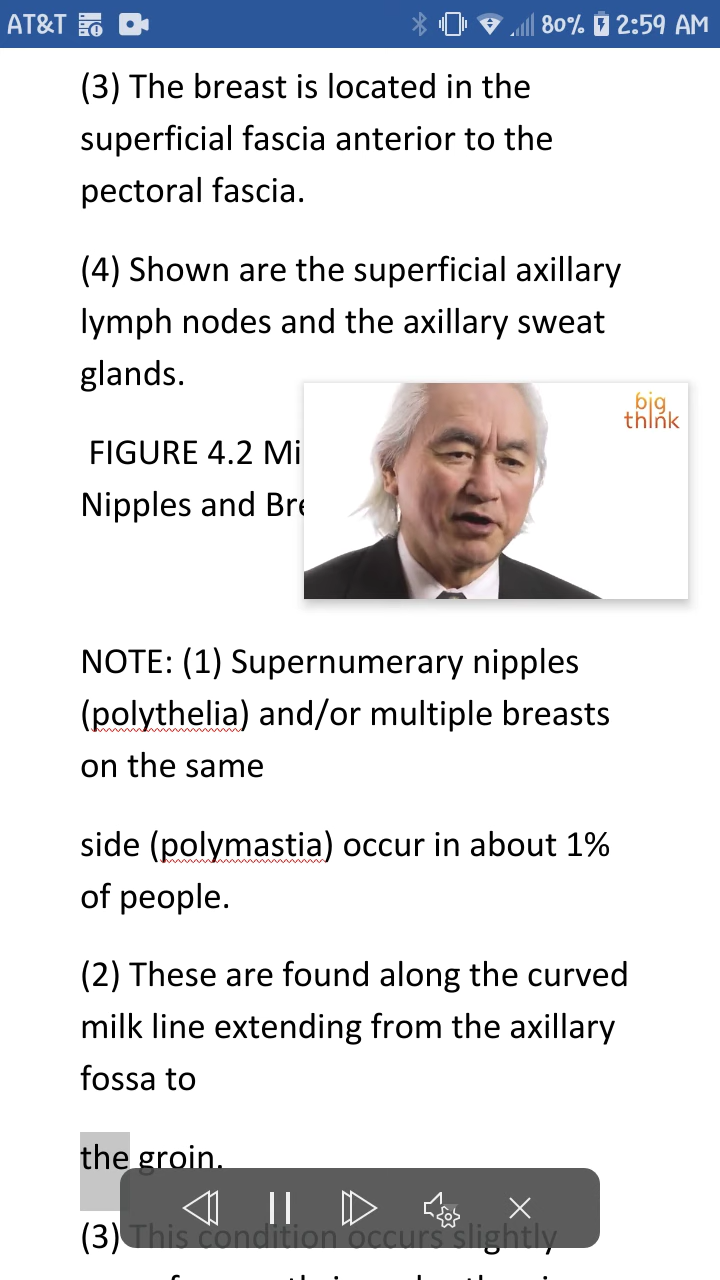 AT&T 80% 2:59 AM
(3) The breast is located in the
superficial fascia anterior to the
pectoral fascia.
(4) Shown are the superficial axillary
lymph nodes and the axillary sweat
glands.
big
think
FIGURE 4.2 Mi
Nipples and Bre
NOTE: (1) Supernumerary nipples
(polythelia) and/or multiple breasts
on the same
side (polymastia) occur in about 1%
of people.
(2) These are found along the curved
milk line extending from the axillary
fossa to
the groin.
(3) This condition occurs slightly